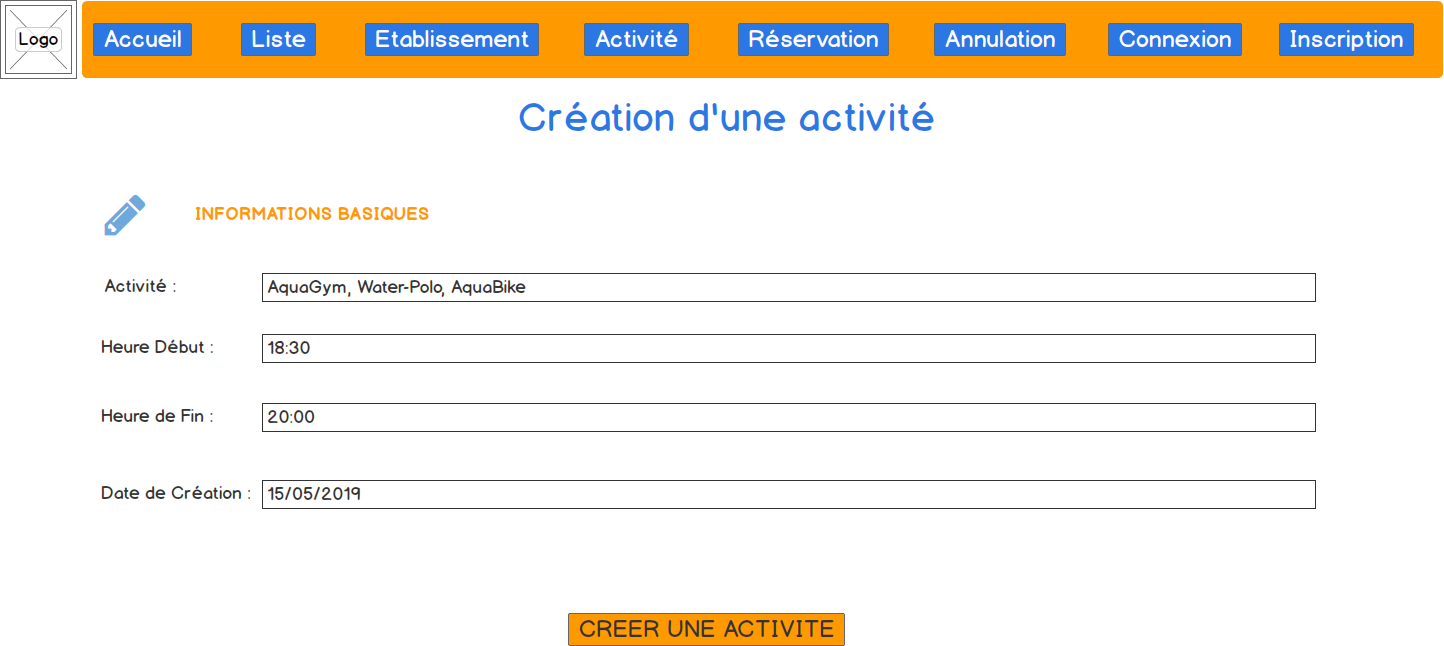 Logo Accueil Liste Etablissement Activité Réservation Annulation Connexion Inscription
Création d'une activité
INFORMATIONS BASIQUES
Activité : AquaGym, Water-Polo, AquaBike
Heure Début : 18:30
Heure de Fin : 20:00
Date de Création : 15/05/2019
CREER UNE ACTIVITE